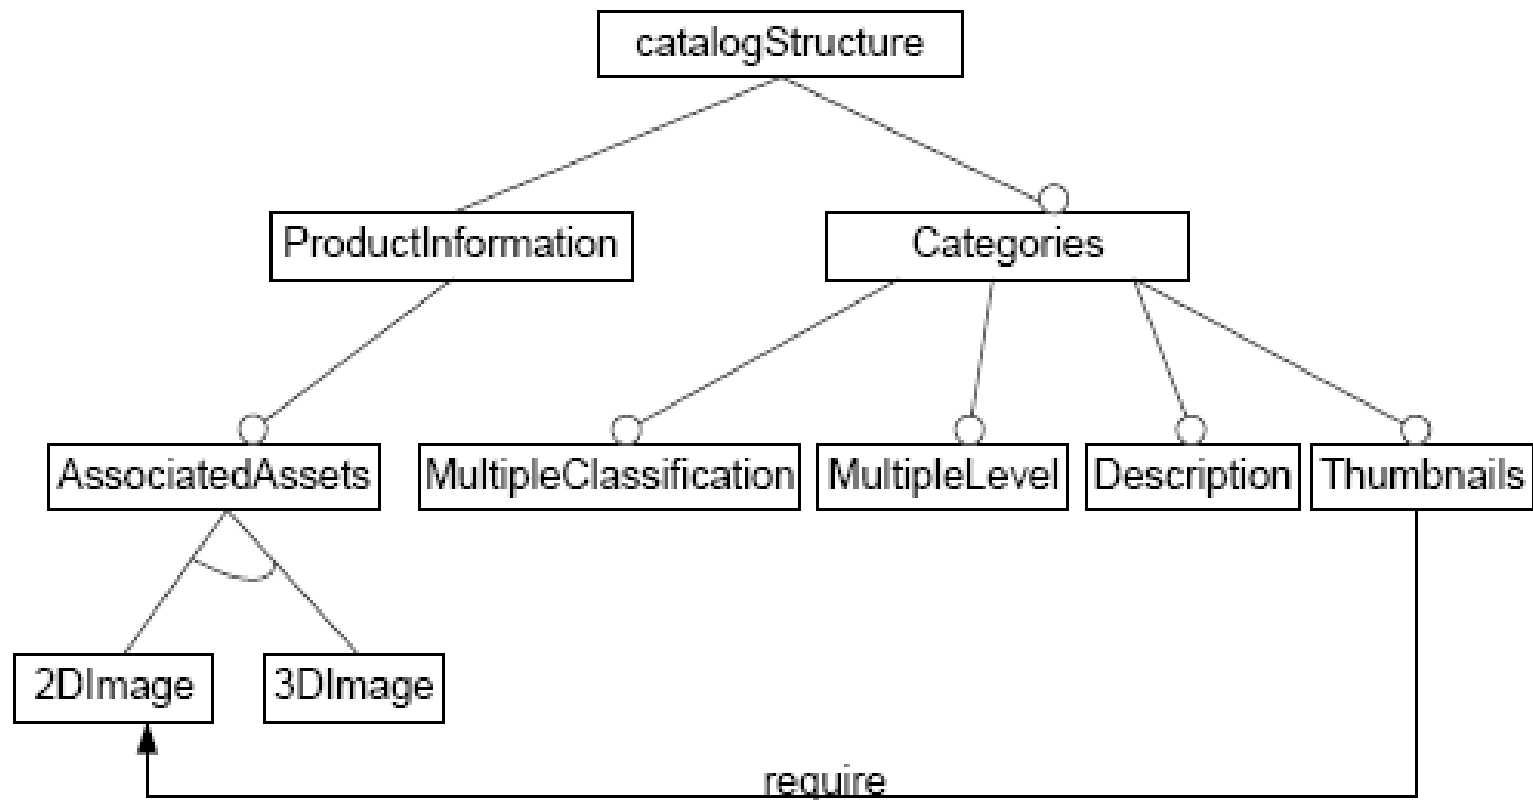 catalogStructure
ProductInformation
Categories
AssociatedAssets
MultipleClassification
MultipleLevel
Description
Thumbnails
2DImage
3DImage
require